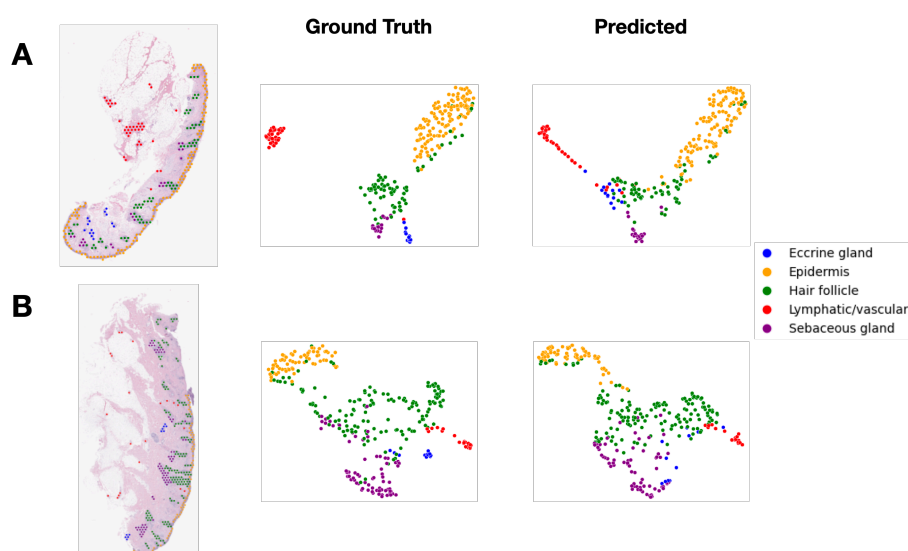 Ground Truth
Predicted
A
Eccrine gland
Epidermis
Hair follicle
Lymphatic/vascular
Sebaceous gland
B